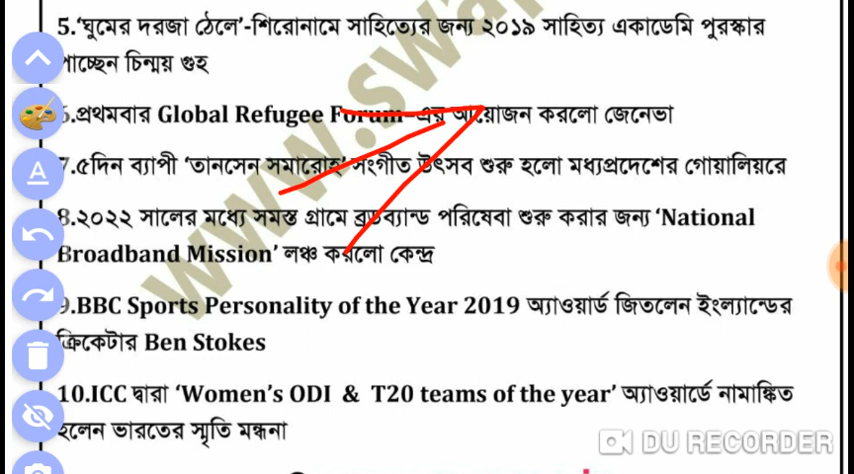 5.‘ঘুমের দরজা ঠেলে’-শিরোনামে সাহিত্যের জন্য ২০১৯ সাহিত্য একাডেমি পুরস্কার
পাচ্ছেন চিন্ময় গুহ
6.প্রথমবার Global Refugee Forum-এর আয়োজন করলো জেনেভা
7.৫দিন ব্যাপী ‘তানসেন সমারোহ’ সংগীত উৎসব শুরু হলো মধ্যপ্রদেশের গোয়ালিয়রে
8.২০২২ সালের মধ্যে সমস্ত গ্রামে ব্রডব্যান্ড পরিষেবা শুরু করার জন্য ‘National
Broadband Mission’ লঞ্চ করলো কেন্দ্র
9.BBC Sports Personality of the Year 2019 অ্যাওয়ার্ড জিতলেন ইংল্যান্ডের
ক্রিকেটার Ben Stokes
10.ICC দ্বারা ‘Women’s ODI & T20 teams of the year’ অ্যাওয়ার্ডে নামাঙ্কিত
হলেন ভারতের স্মৃতি মন্ধনা
DU RECORDER